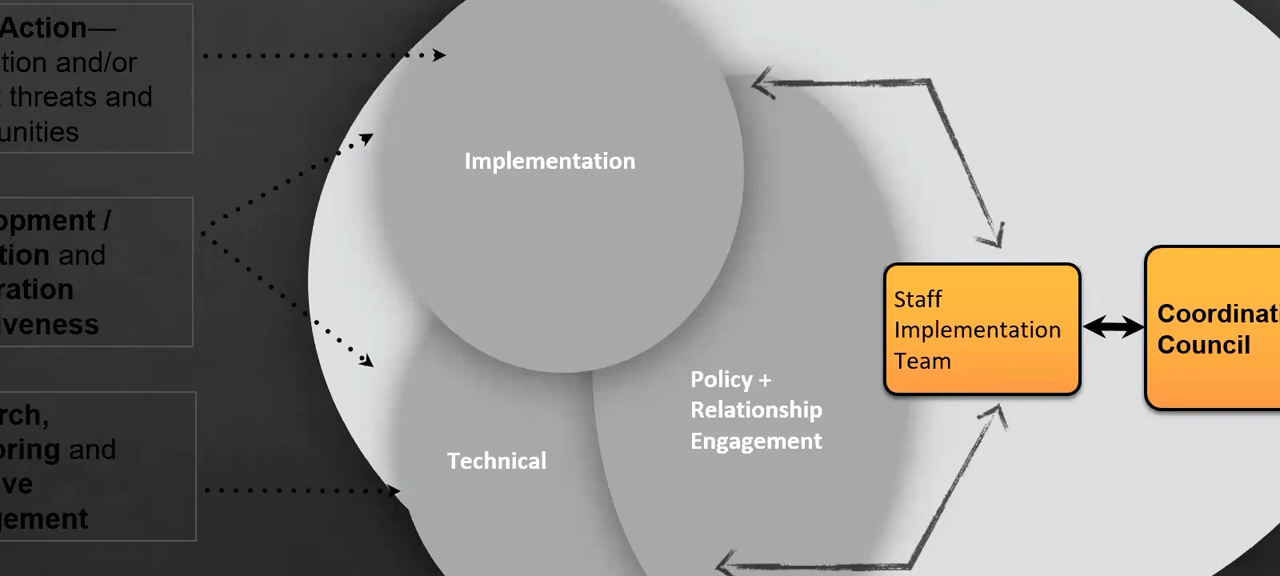 Action—
tion and/or
threats and
unities
opment /
tion and
ration
iveness
rch,
oring and
ve
gement
Implementation
Technical
Policy +
Relationship
Engagement
Staff
Implementation
Team
Coordinati
Council